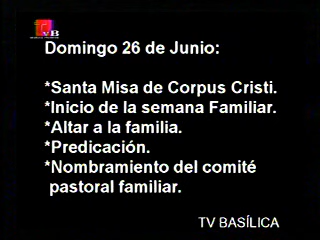 TvB
Domingo 26 de Junio:
*Santa Misa de Corpus Cristi.
*Inicio de la semana Familiar.
*Altar a la familia.
*Predicación.
*Nombramiento del comité
pastoral familiar.
TV BASÍLICA